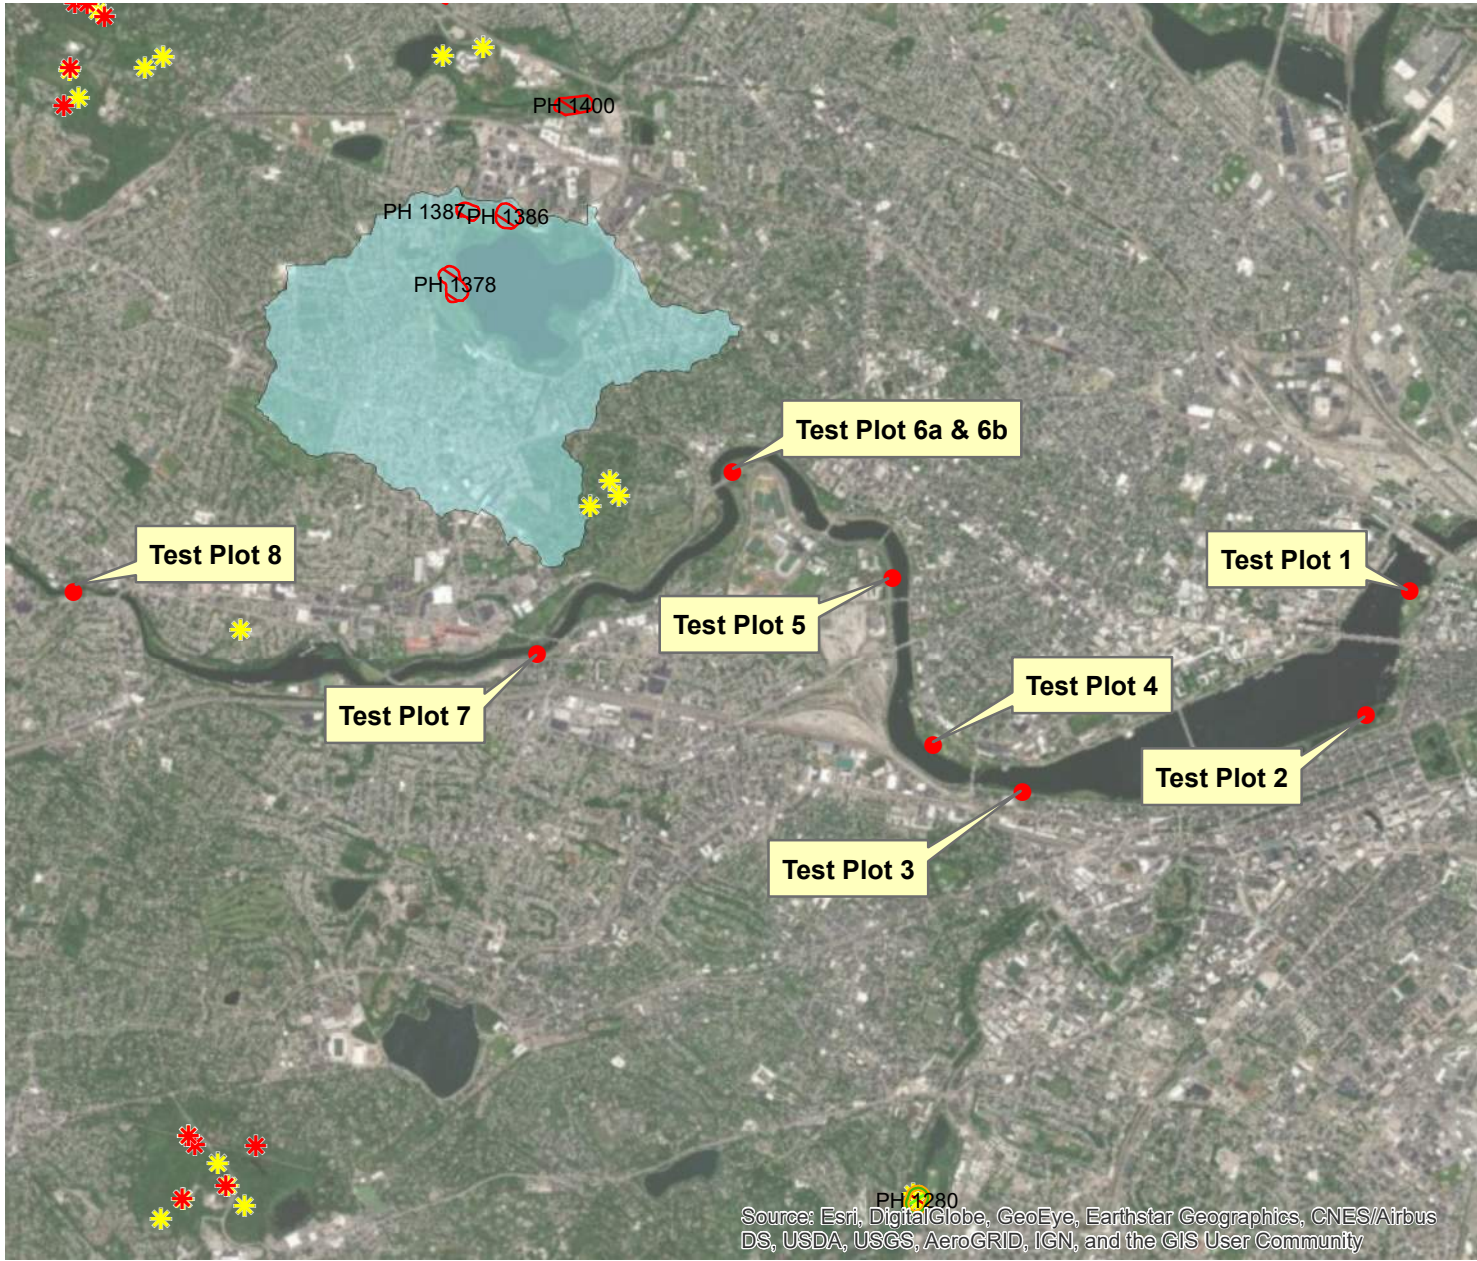 PH 1400
PH 1387
PH 1386
PH 1378
Test Plot 6a & 6b
Test Plot 8
Test Plot 1
Test Plot 5
Test Plot 7
Test Plot 4
Test Plot 2
Test Plot 3
PH 1280
Source: Esri, DigitalGlobe, GeoEye, Earthstar Geographics, CNES/Airbus
DS, USDA, USGS, AeroGRID, IGN, and the GIS User Community